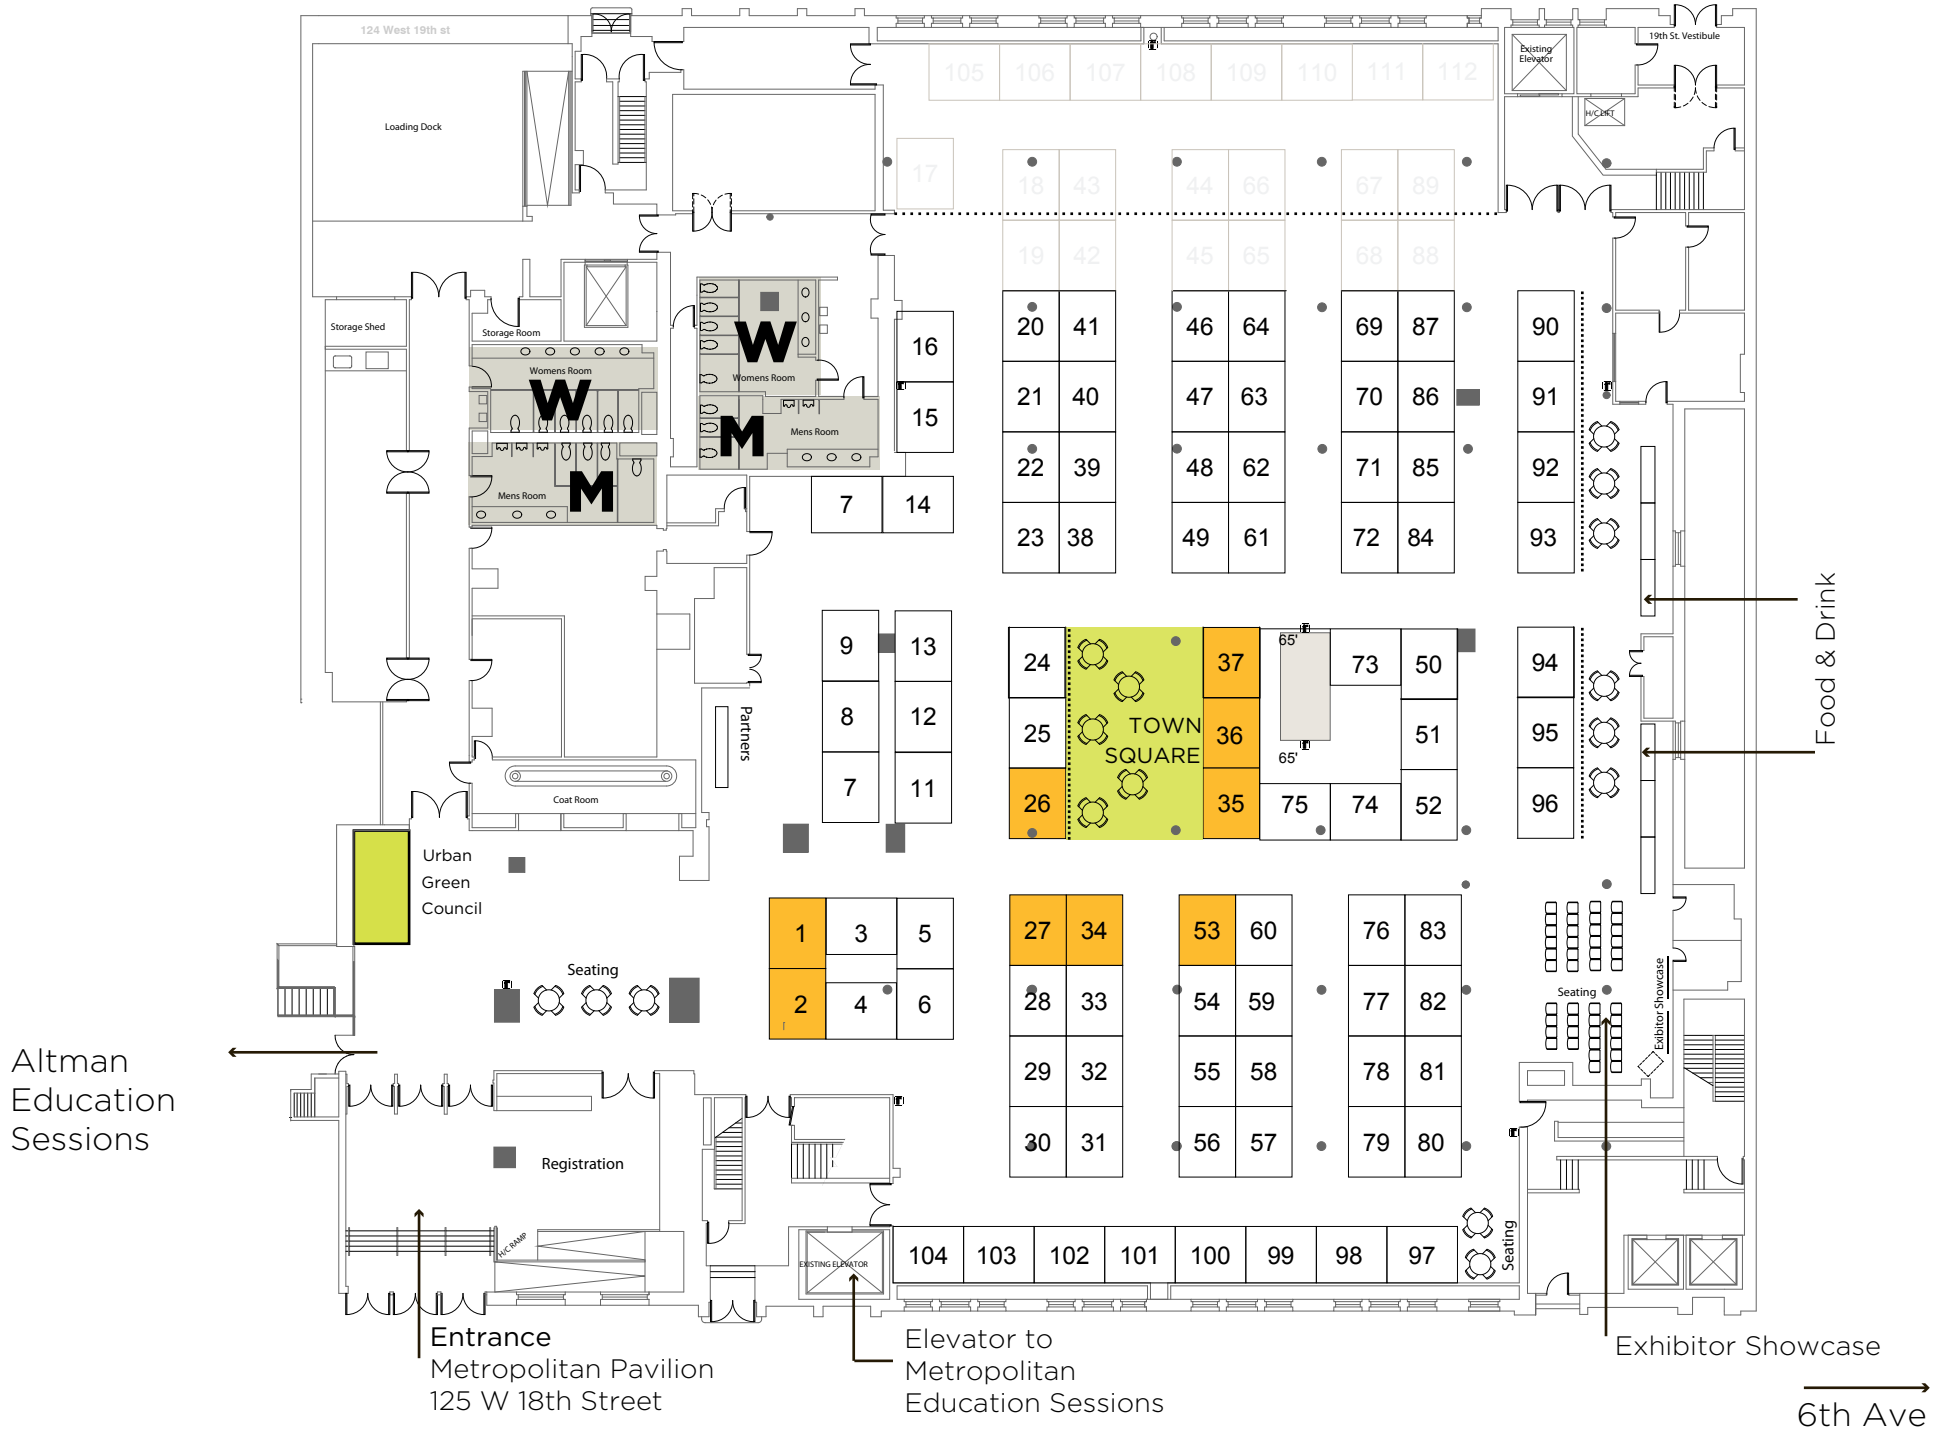 124 West 19th st
19th St. Vestibule
Existing
Elevator
105 106 107 108 109 110 111 112
H/C LIFT
Loading Dock
17
18 43 44 66 67 89
19 42 45 65 68 88
Storage Shed
Storage Room
W
Womens Room
W
Womens Room
M
Mens Room
M
Mens Room
16
15
7 14
20 41 46 64 69 87 90
21 40 47 63 70 86 91
22 39 48 62 71 85 92
23 38 49 61 72 84 93
Food & Drink
9 13
8 12
7 11
Partners
Coat Room
24 37 65' 73 50 94
25 TOWN 36 51 95
SQUARE
65'
26 35 75 74 52 96
Urban
Green
Council
1 3 5
2 4 6
Seating
27 34 53 60 76 83
28 33 54 59 77 82
29 32 55 58 78 81
30 31 56 57 79 80
Seating
Exhibitor Showcase
Altman
Education
Sessions
Registration
H/C RAMP
EXISTING ELEVATOR
104 103 102 101 100 99 98 97
Seating
Entrance
Metropolitan Pavilion
125 W 18th Street
Elevator to
Metropolitan
Education Sessions
Exhibitor Showcase
6th Ave